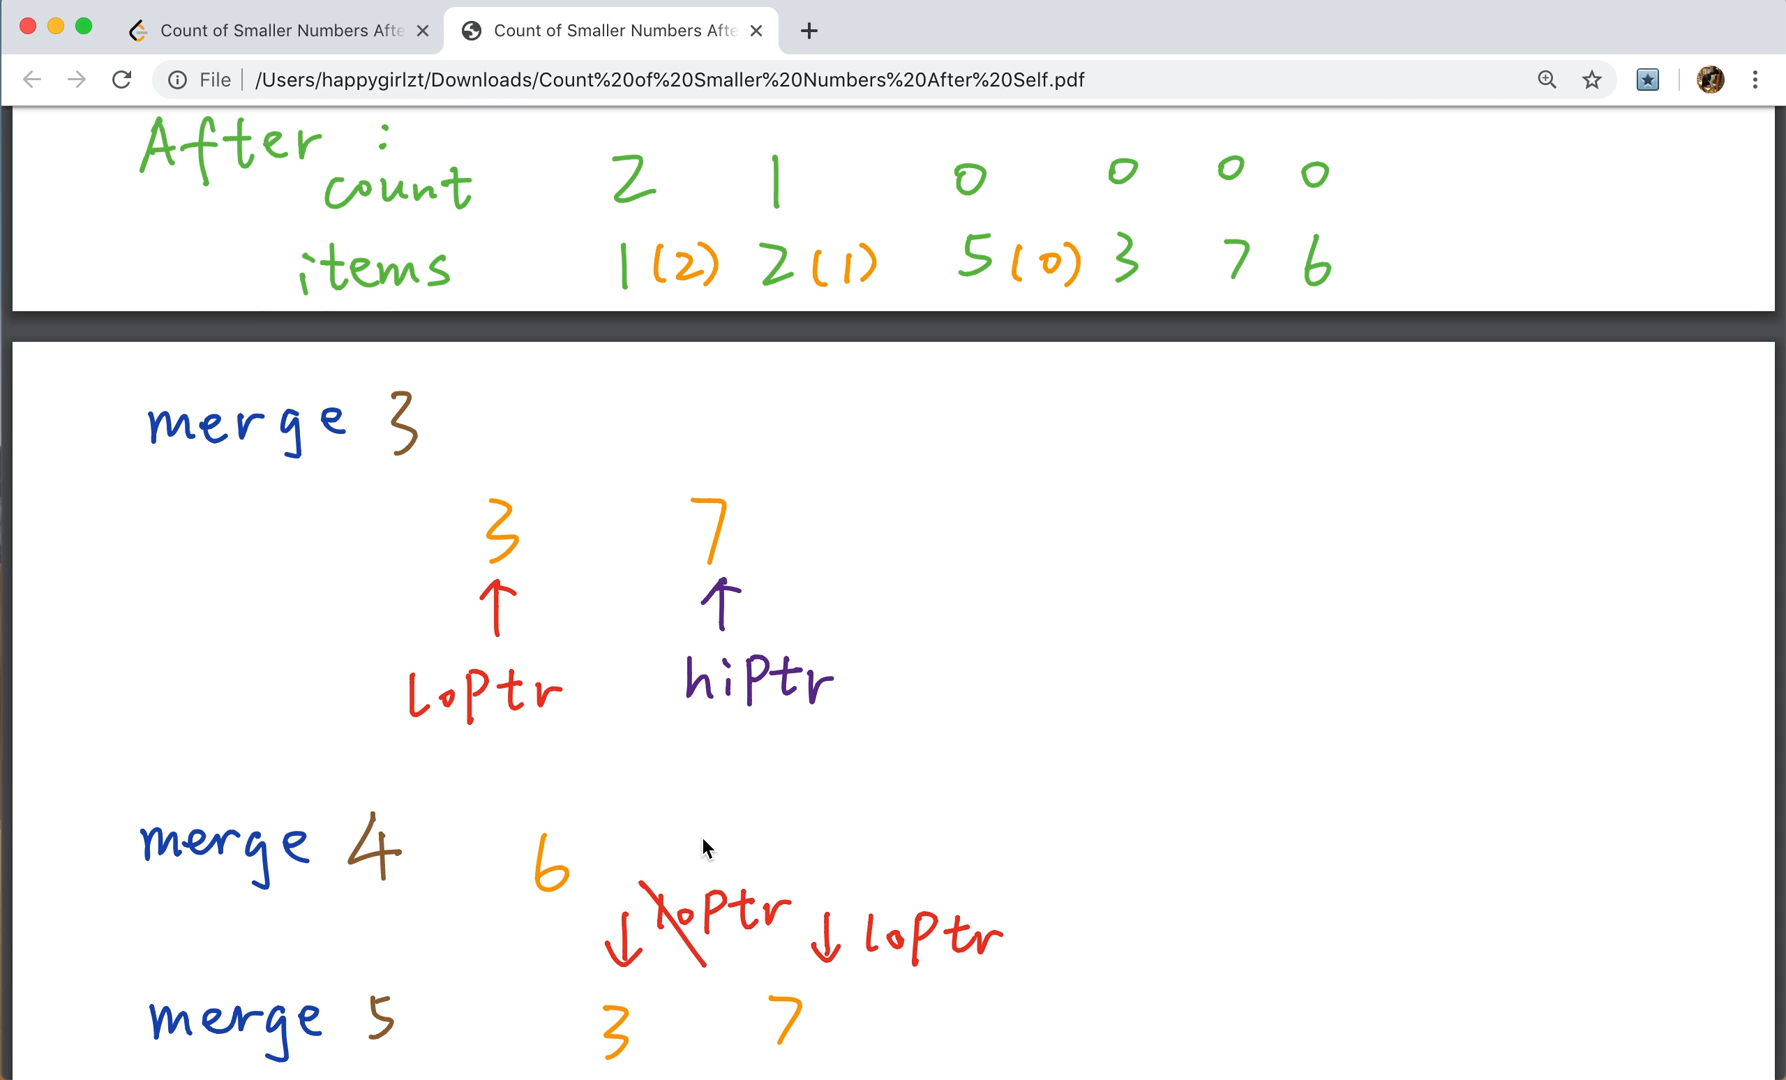 Count of Smaller Numbers Afte
Count of Smaller Numbers Afte
File /Users/happygirlzt/Downloads/Count%20of%20Smaller%20Numbers%20After%20Self.pdf
After :
count 2 1 0 0 0 0
items 1 (2) 2 (1) 5 (0) 3 7 6
merge 3
3 7
loPtr hiPtr
merge 4 6
loPtr loPtr
merge 5 3 7